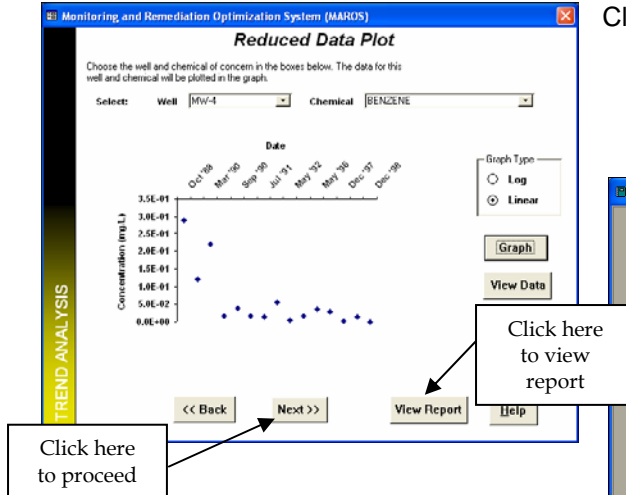 Monitoring and Remediation Optimization System (MAROS)
Cl
Reduced Data Plot
Choose the well and chemical of concern in the boxes below. The data for this
well and chemical will be plotted in the graph.
Select: Well MW-4 Chemical BENZENE
Date
Oct '88 Mar '90 Sep '90 Jul '91 May '92 May '96 Dec '97 Dec '98
Graph Type
Log
Linear
Concentration (mg/L)
3.5E-01
3.0E-01
2.5E-01
2.0E-01
1.5E-01
1.0E-01
5.0E-02
0.0E+00
Graph
View Data
TREND ANALYSIS
Click here
to view
report
<< Back Next >> View Report Help
Click here
to proceed